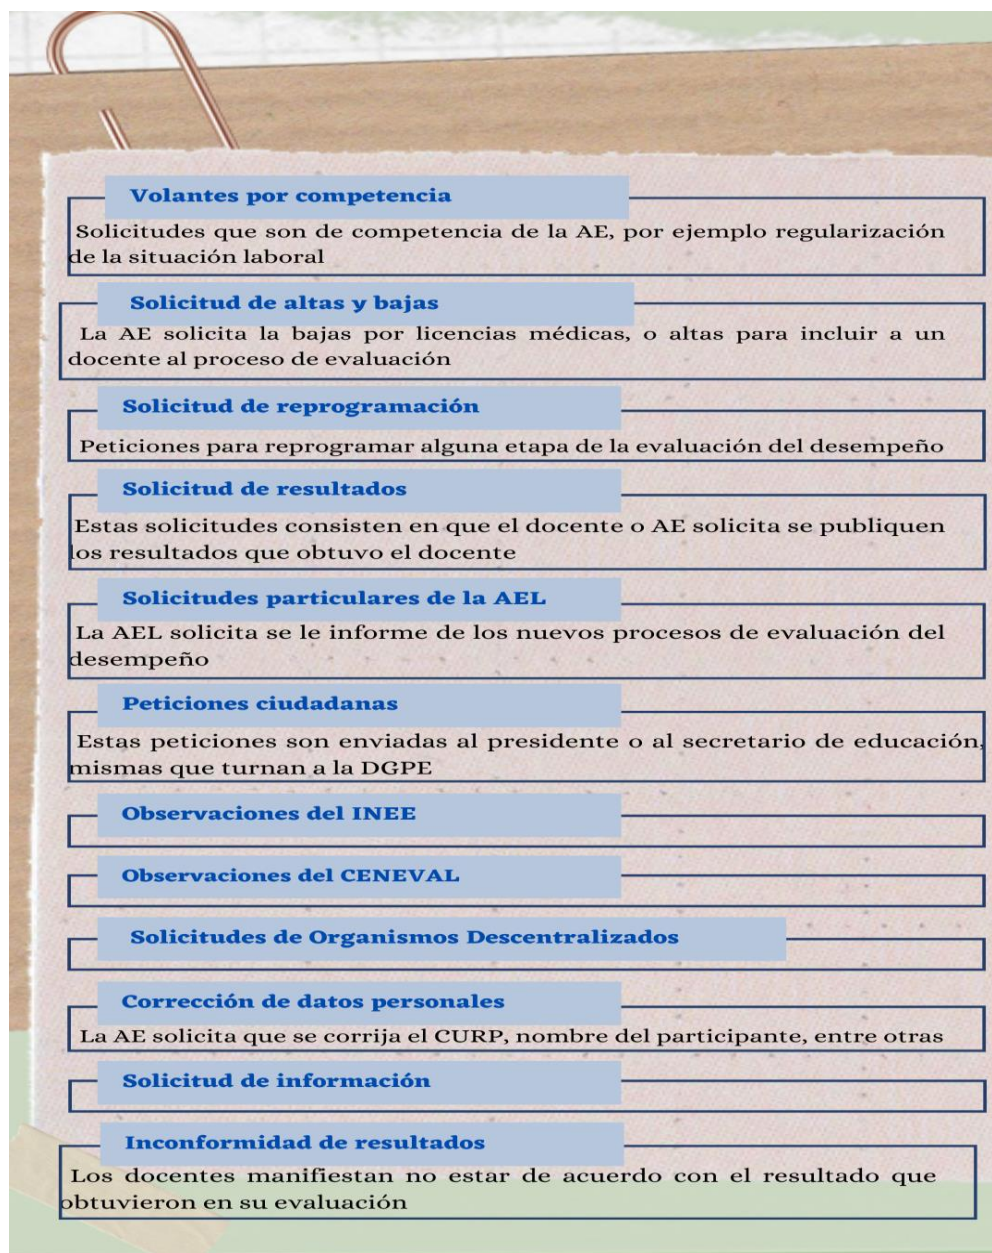 Volantes por competencia
Solicitudes que son de competencia de la AE, por ejemplo regularización
de la situación laboral
Solicitud de altas y bajas
La AE solicita la bajas por licencias médicas, o altas para incluir a un
docente al proceso de evaluación
Solicitud de reprogramación
Peticiones para reprogramar alguna etapa de la evaluación del desempeño
Solicitud de resultados
Estas solicitudes consisten en que el docente o AE solicita se publiquen
los resultados que obtuvo el docente
Solicitudes particulares de la AEL
La AEL solicita se le informe de los nuevos procesos de evaluación del
desempeño
Peticiones ciudadanas
Estas peticiones son enviadas al presidente o al secretario de educación,
mismas que turnan a la DGPE
Observaciones del INEE
Observaciones del CENEVAL
Solicitudes de Organismos Descentralizados
Corrección de datos personales
La AE solicita que se corrija el CURP, nombre del participante, entre otras
Solicitud de información
Inconformidad de resultados
Los docentes manifiestan no estar de acuerdo con el resultado que
obtuvieron en su evaluación